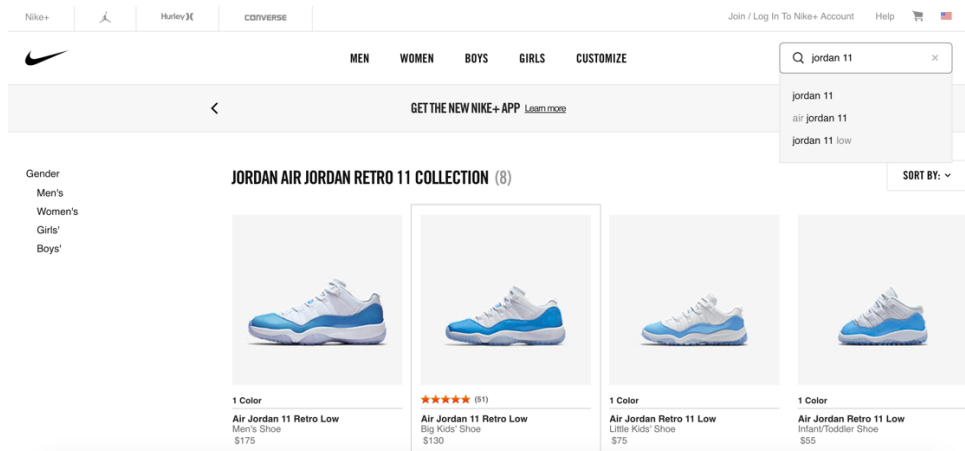 Nike+
Hurley
CONVERSE
Join / Log In To Nike+ Account
Help
MEN
WOMEN
BOYS
GIRLS
CUSTOMIZE
jordan 11
jordan 11
air jordan 11
jordan 11 low
GET THE NEW NIKE+ APP Learn more
Gender
Men's
Women's
Girls'
Boys'
JORDAN AIR JORDAN RETRO 11 COLLECTION (8)
SORT BY:
1 Color
Air Jordan 11 Retro Low
Men's Shoe
$175
(51)
Air Jordan 11 Retro Low
Big Kids' Shoe
$130
1 Color
Air Jordan Retro 11 Low
Little Kids' Shoe
$75
1 Color
Air Jordan Retro 11 Low
Infant/Toddler Shoe
$55